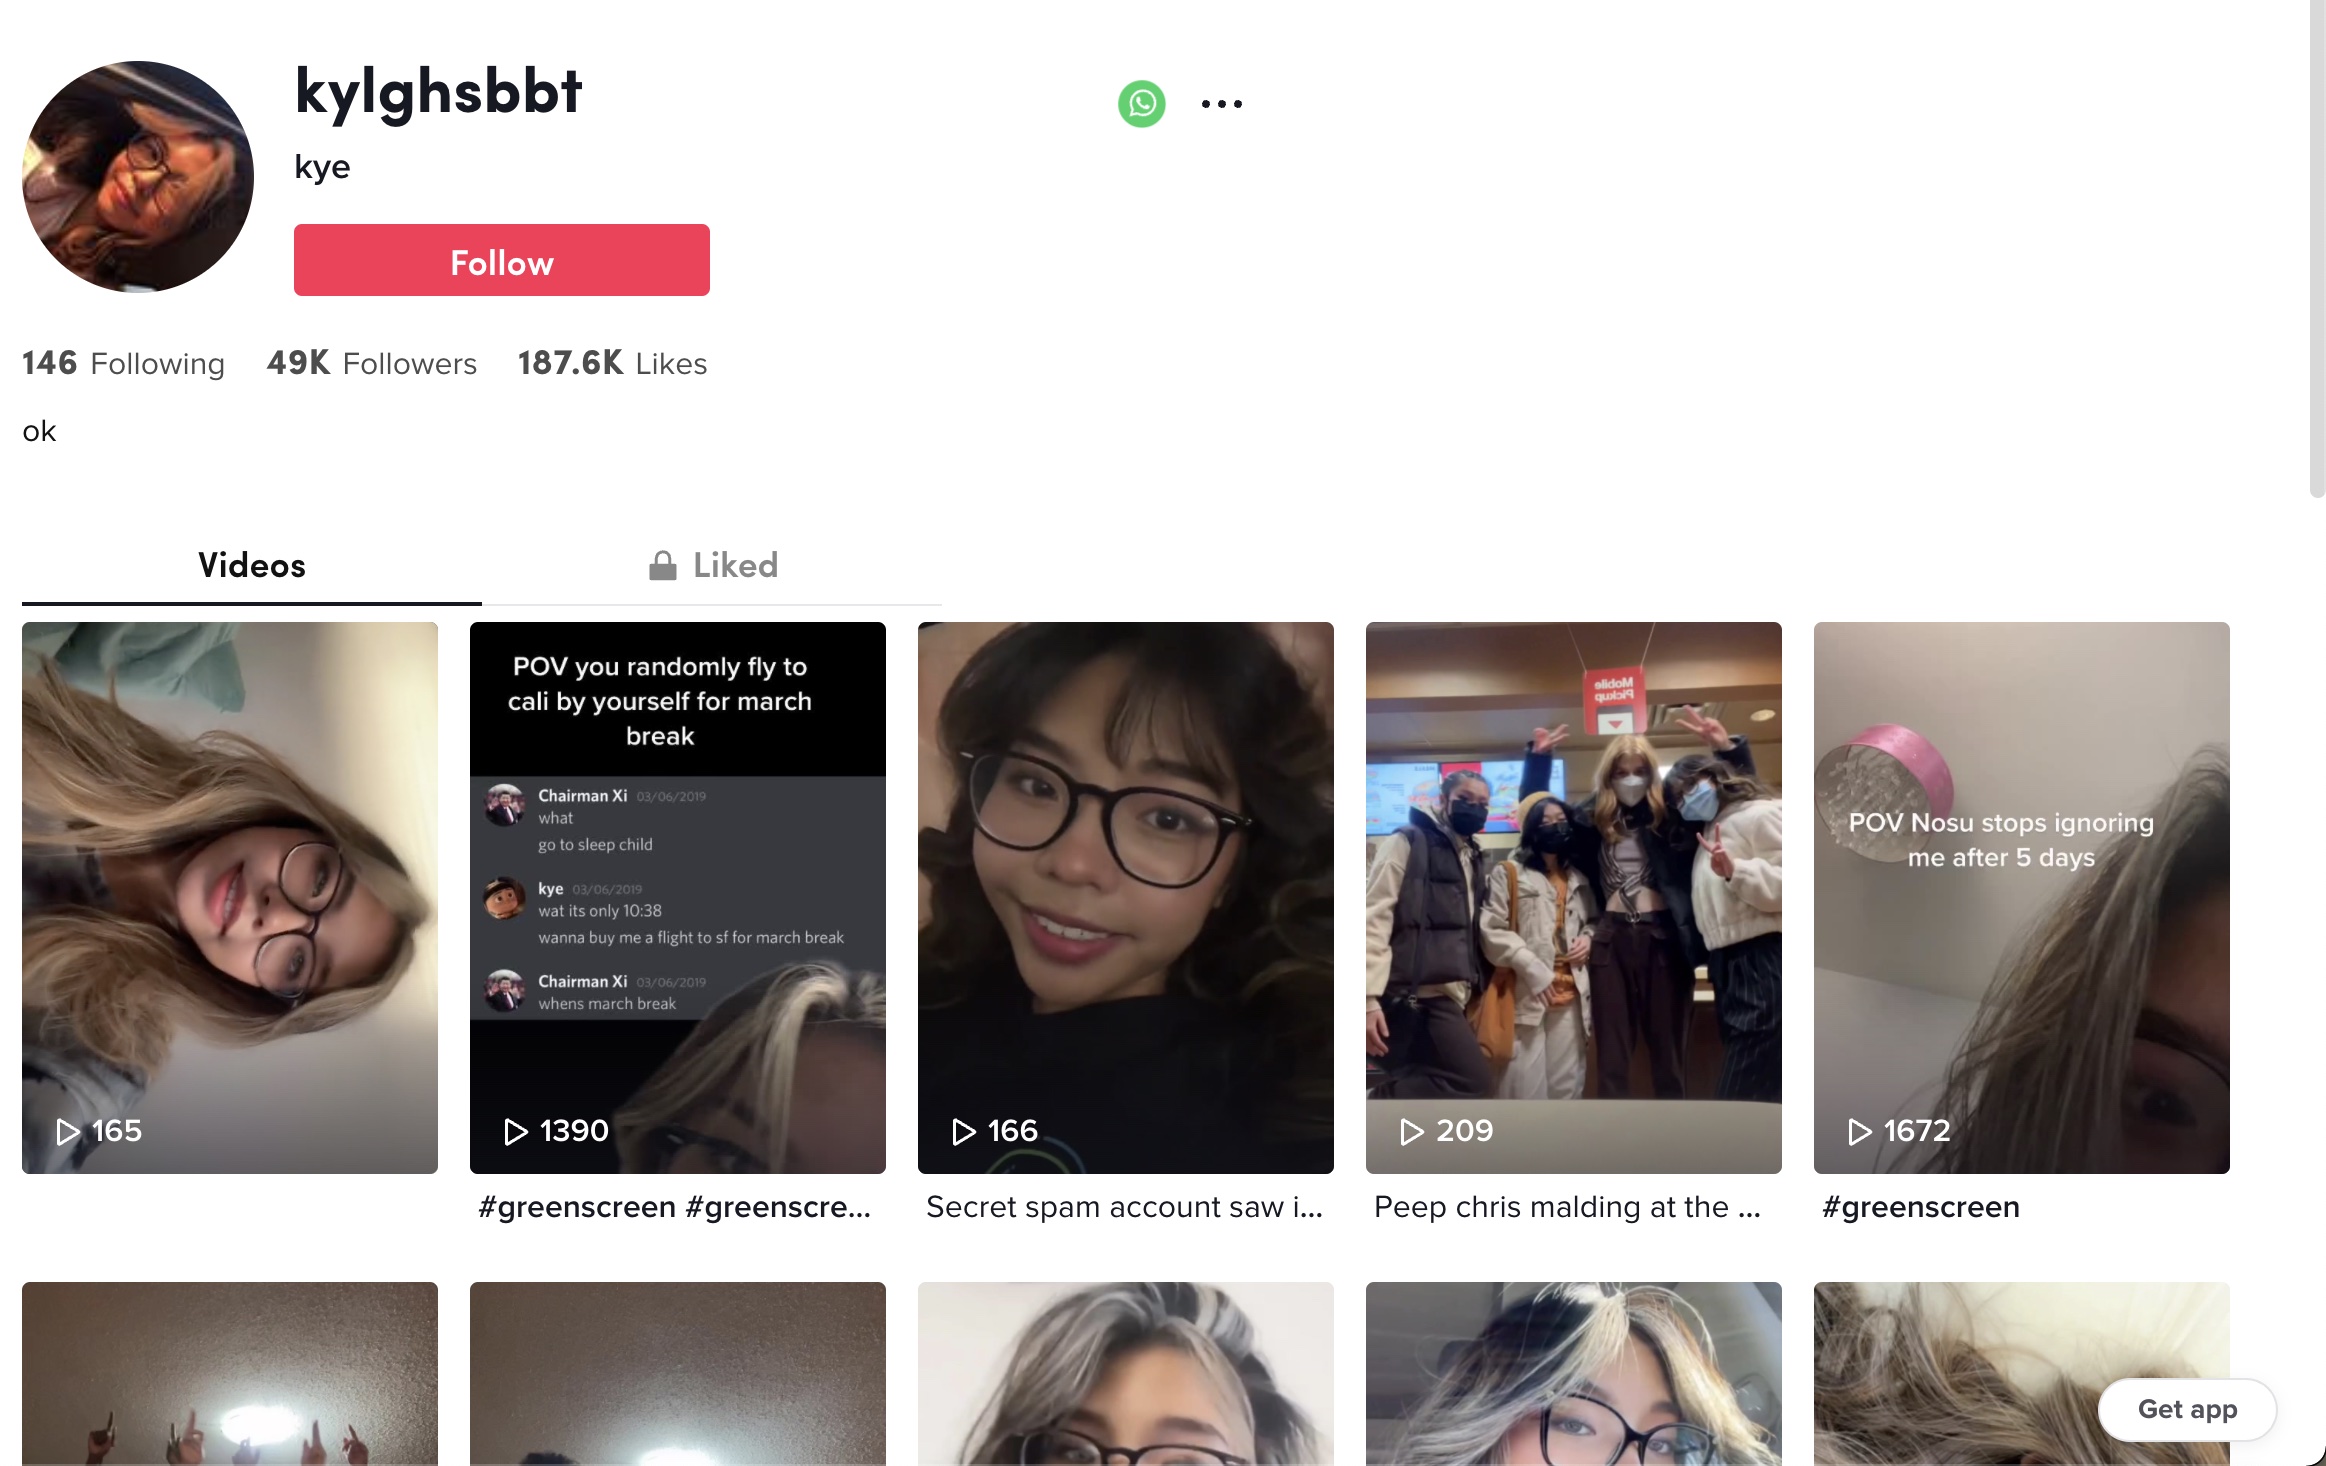 kylghsbbt
kye
Follow
146 Following 49K Followers 187.6K Likes
ok
Videos
Liked
165
POV you randomly fly to
cali by yourself for march
break
Chairman Xi 03/06/2019
what
go to sleep child
kye 03/06/2019
wat its only 10:38
wanna buy me a flight to sf for march break
Chairman Xi 03/06/2019
whens march break
1390
#greenscreen #greenscre...
166
Secret spam account saw i...
Mobile
Pickup
209
Peep chris malding at the ...
POV Nosu stops ignoring
me after 5 days
1672
#greenscreen
Get app